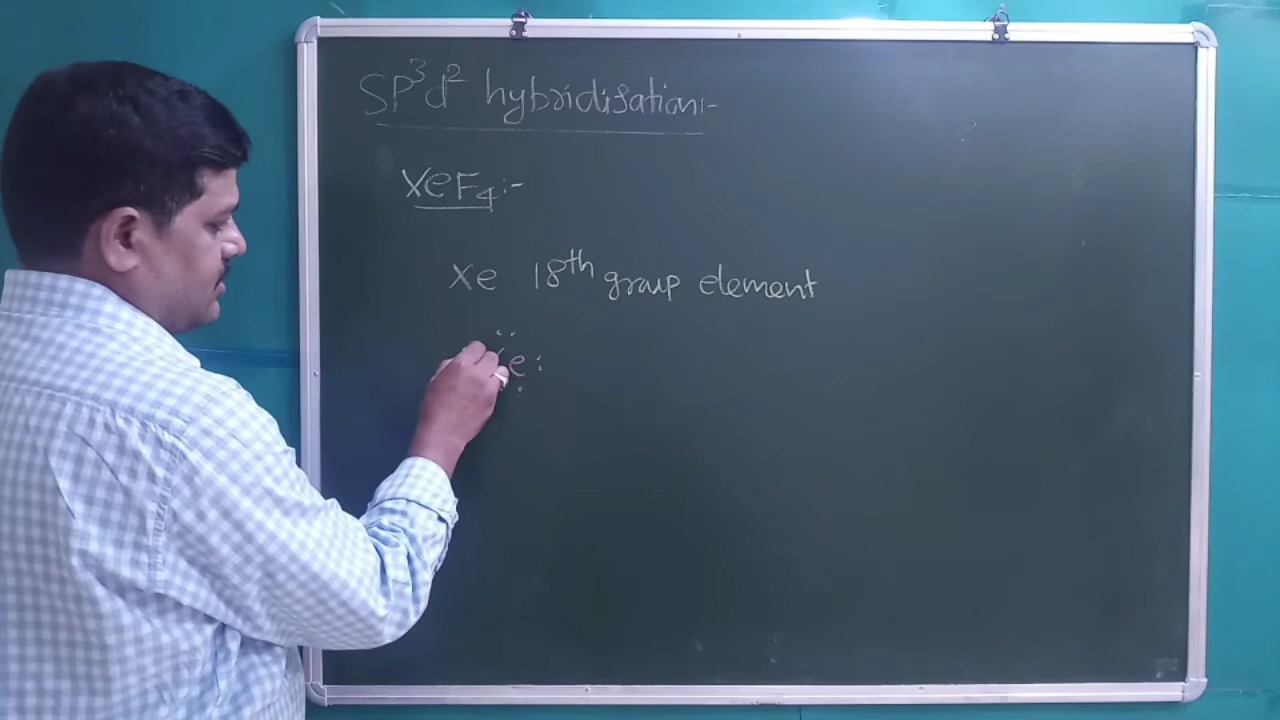 SP³d² hybridisation:-
XeF₄:-
Xe 18th group element
e